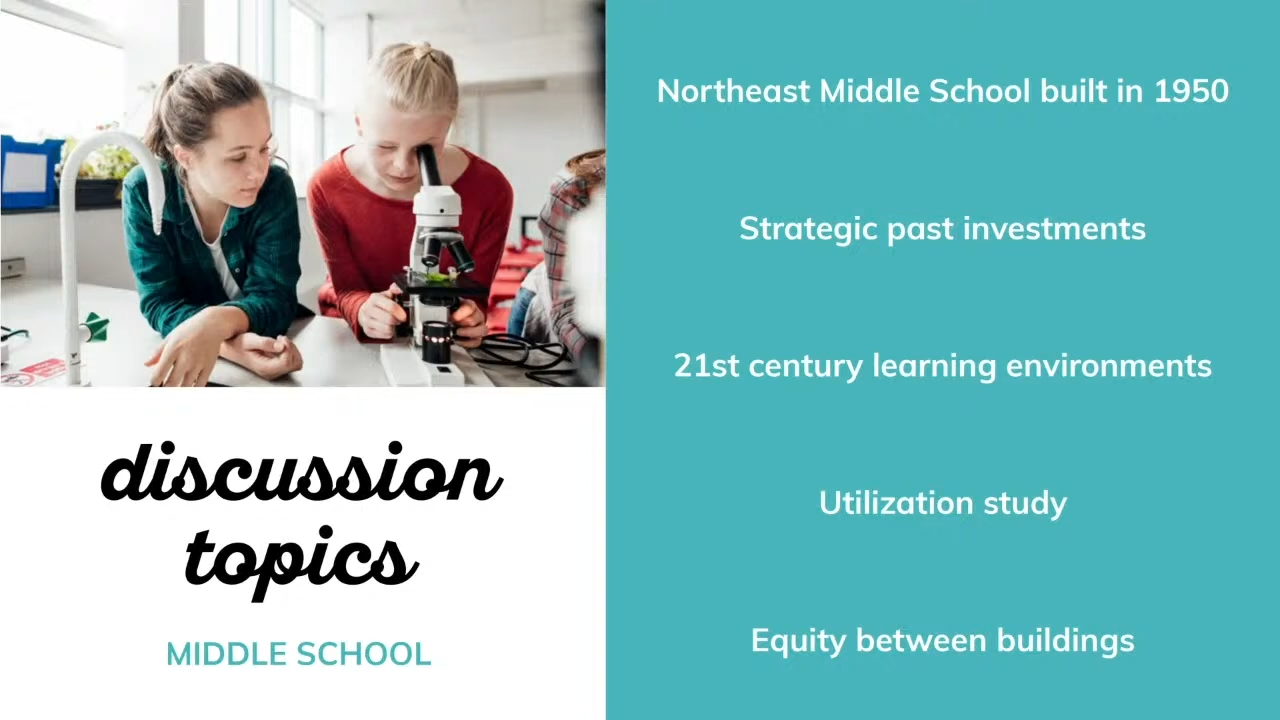 discussion
topics
MIDDLE SCHOOL
Northeast Middle School built in 1950
Strategic past investments
21st century learning environments
Utilization study
Equity between buildings